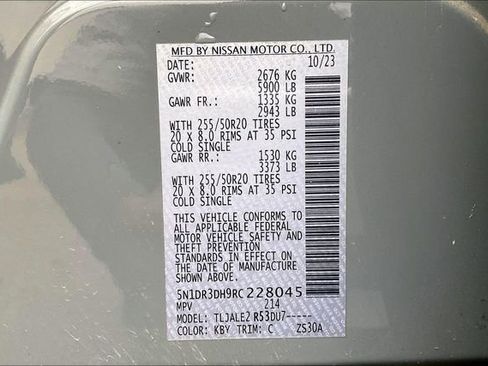 MFD BY NISSAN MOTOR CO., LTD.
DATE: 10/23
GVWR: 2676 KG
5900 LB
GAWR FR.: 1335 KG
2943 LB
WITH 255/50R20 TIRES
20 X 8.0 RIMS AT 35 PSI
COLD SINGLE
GAWR RR.: 1530 KG
3373 LB
WITH 255/50R20 TIRES
20 X 8.0 RIMS AT 35 PSI
COLD SINGLE
THIS VEHICLE CONFORMS TO
ALL APPLICABLE FEDERAL
MOTOR VEHICLE SAFETY AND
THEFT PREVENTION
STANDARDS IN EFFECT ON
THE DATE OF MANUFACTURE
SHOWN ABOVE.
5N1DR3DH9RC228045
MPV 214
MODEL: TLJALE2 R53DU7-----
COLOR: KBY TRIM: C ZS30A